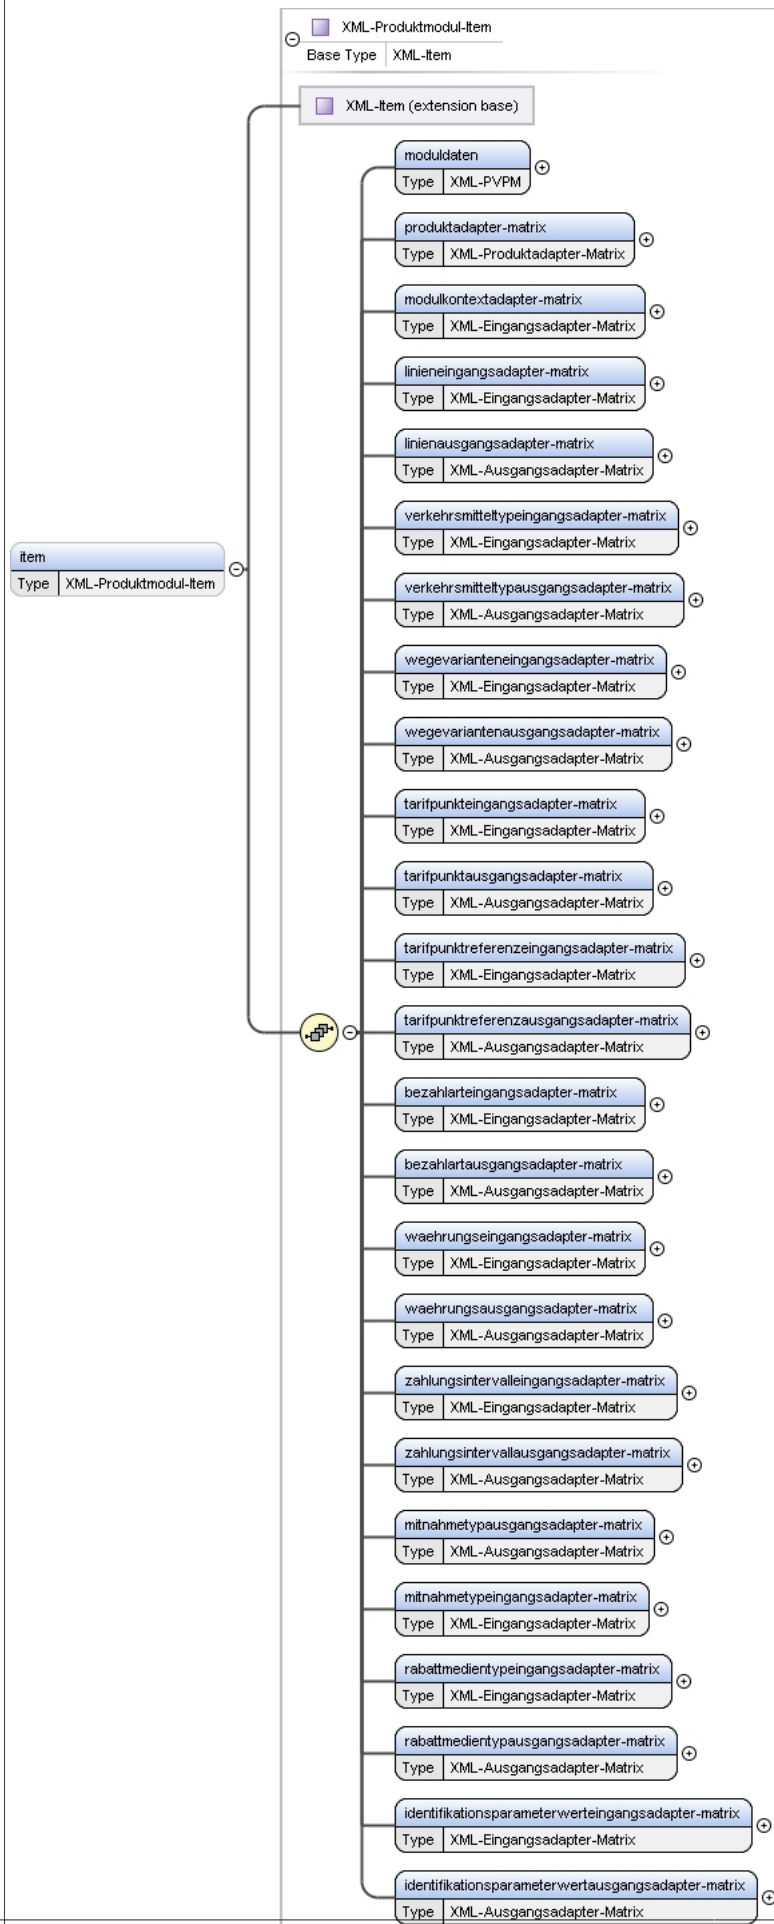 XML-Produktmodul-Item
Base Type XML-Item
XML-Item (extension base)
moduldaten
Type XML-PVPM
produktadapter-matrix
Type XML-Produktadapter-Matrix
modulkontextadapter-matrix
Type XML-Eingangsadapter-Matrix
linieneingangsadapter-matrix
Type XML-Eingangsadapter-Matrix
linienausgangsadapter-matrix
Type XML-Ausgangsadapter-Matrix
verkehrsmitteltypeingangsadapter-matrix
Type XML-Eingangsadapter-Matrix
item
Type XML-Produktmodul-Item
verkehrsmitteltypausgangsadapter-matrix
Type XML-Ausgangsadapter-Matrix
wegevarianteneingangsadapter-matrix
Type XML-Eingangsadapter-Matrix
wegevariantenausgangsadapter-matrix
Type XML-Ausgangsadapter-Matrix
tarifpunkteingangsadapter-matrix
Type XML-Eingangsadapter-Matrix
tarifpunktausgangsadapter-matrix
Type XML-Ausgangsadapter-Matrix
tarifpunktreferenzeingangsadapter-matrix
Type XML-Eingangsadapter-Matrix
tarifpunktreferenzausgangsadapter-matrix
Type XML-Ausgangsadapter-Matrix
bezahlarteingangsadapter-matrix
Type XML-Eingangsadapter-Matrix
bezahlartausgangsadapter-matrix
Type XML-Ausgangsadapter-Matrix
waehrungseingangsadapter-matrix
Type XML-Eingangsadapter-Matrix
waehrungsausgangsadapter-matrix
Type XML-Ausgangsadapter-Matrix
zahlungsintervalleingangsadapter-matrix
Type XML-Eingangsadapter-Matrix
zahlungsintervallausgangsadapter-matrix
Type XML-Ausgangsadapter-Matrix
mitnahmetypausgangsadapter-matrix
Type XML-Ausgangsadapter-Matrix
mitnahmetypeingangsadapter-matrix
Type XML-Eingangsadapter-Matrix
rabattmedientypeingangsadapter-matrix
Type XML-Eingangsadapter-Matrix
rabattmedientypausgangsadapter-matrix
Type XML-Ausgangsadapter-Matrix
identifikationsparameterwerteingangsadapter-matrix
Type XML-Eingangsadapter-Matrix
identifikationsparameterwertausgangsadapter-matrix
Type XML-Ausgangsadapter-Matrix